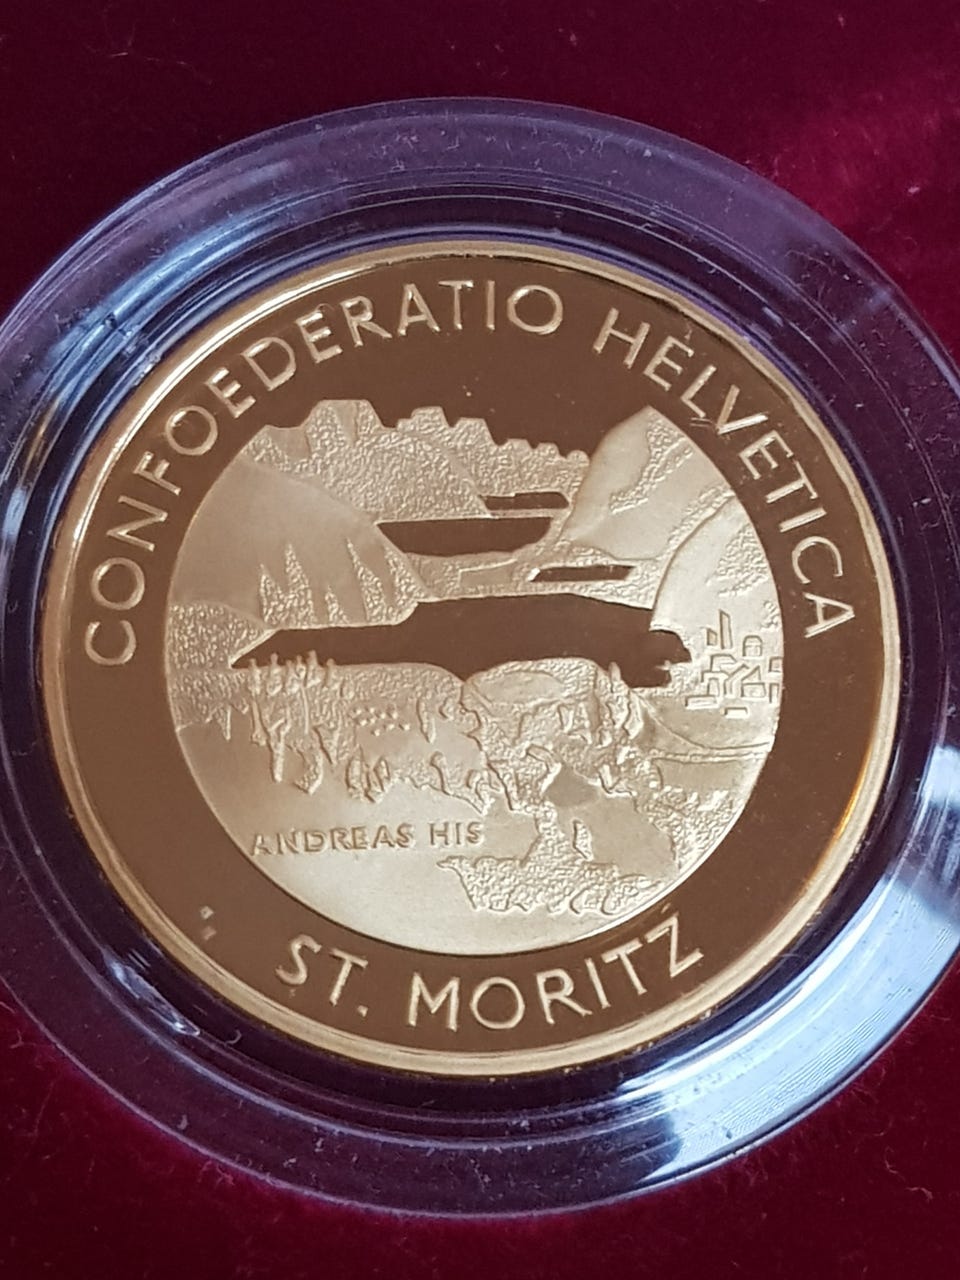 CONFOEDERATIO HELVETICA
ANDREAS HIS
ST. MORITZ